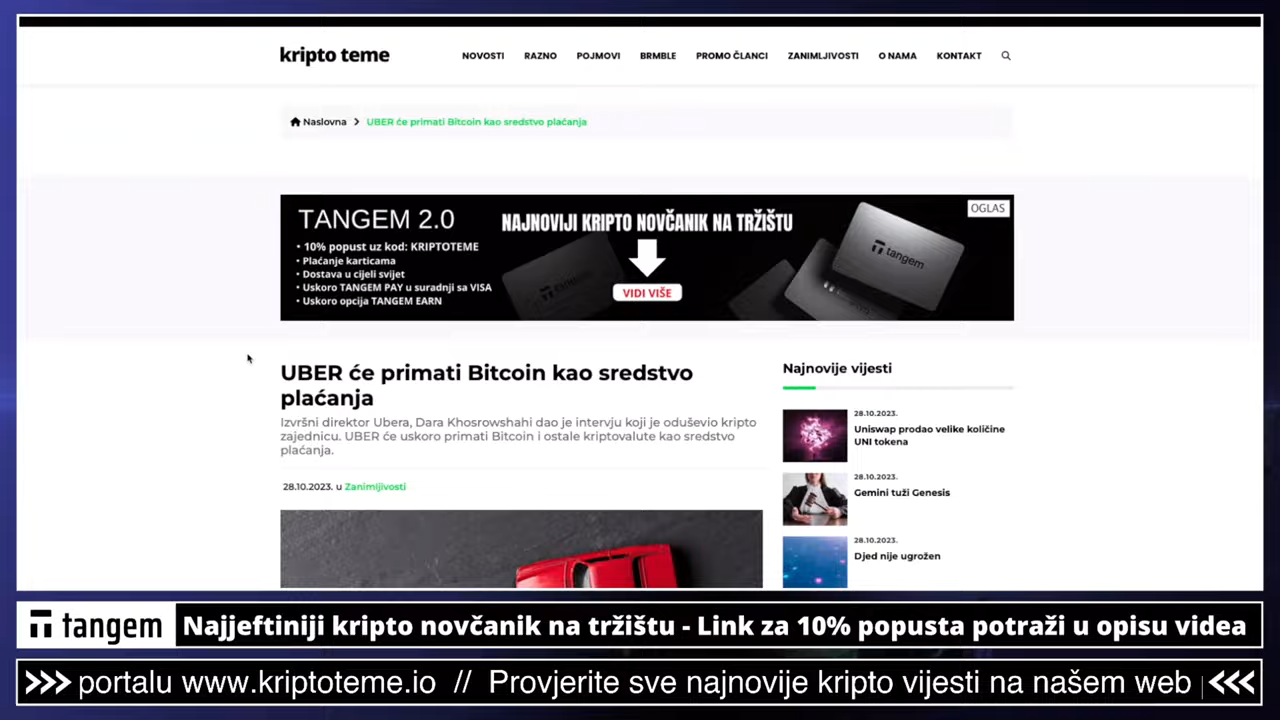 kripto teme
NOVOSTI RAZNO POJMOVI BRMBLE PROMO ČLANCI ZANIMLJIVOSTI O NAMA KONTAKT
Naslovna UBER će primati Bitcoin kao sredstvo plaćanja
OGLAS
TANGEM 2.0
• 10% popust uz kod: KRIPTOTEME
• Plaćanje karticama
• Dostava u cijeli svijet
• Uskoro TANGEM PAY u suradnji sa VISA
• Uskoro opcija TANGEM EARN
NAJNOVIJI KRIPTO NOVČANIK NA TRŽIŠTU
VIDI VIŠE
tangem
UBER će primati Bitcoin kao sredstvo
plaćanja
Izvršni direktor Ubera, Dara Khosrowshahi dao je intervju koji je oduševio kripto
zajednicu. UBER će uskoro primati Bitcoin i ostale kriptovalute kao sredstvo
plaćanja.
28.10.2023. u Zanimljivosti
Najnovije vijesti
28.10.2023.
Uniswap prodao velike količine
UNI tokena
28.10.2023.
Gemini tuži Genesis
28.10.2023.
Djed nije ugrožen
tangem Najjeftiniji kripto novčanik na tržištu - Link za 10% popusta potraži u opisu videa
>>> portalu www.kriptoteme.io // Provjerite sve najnovije kripto vijesti na našem web <<<